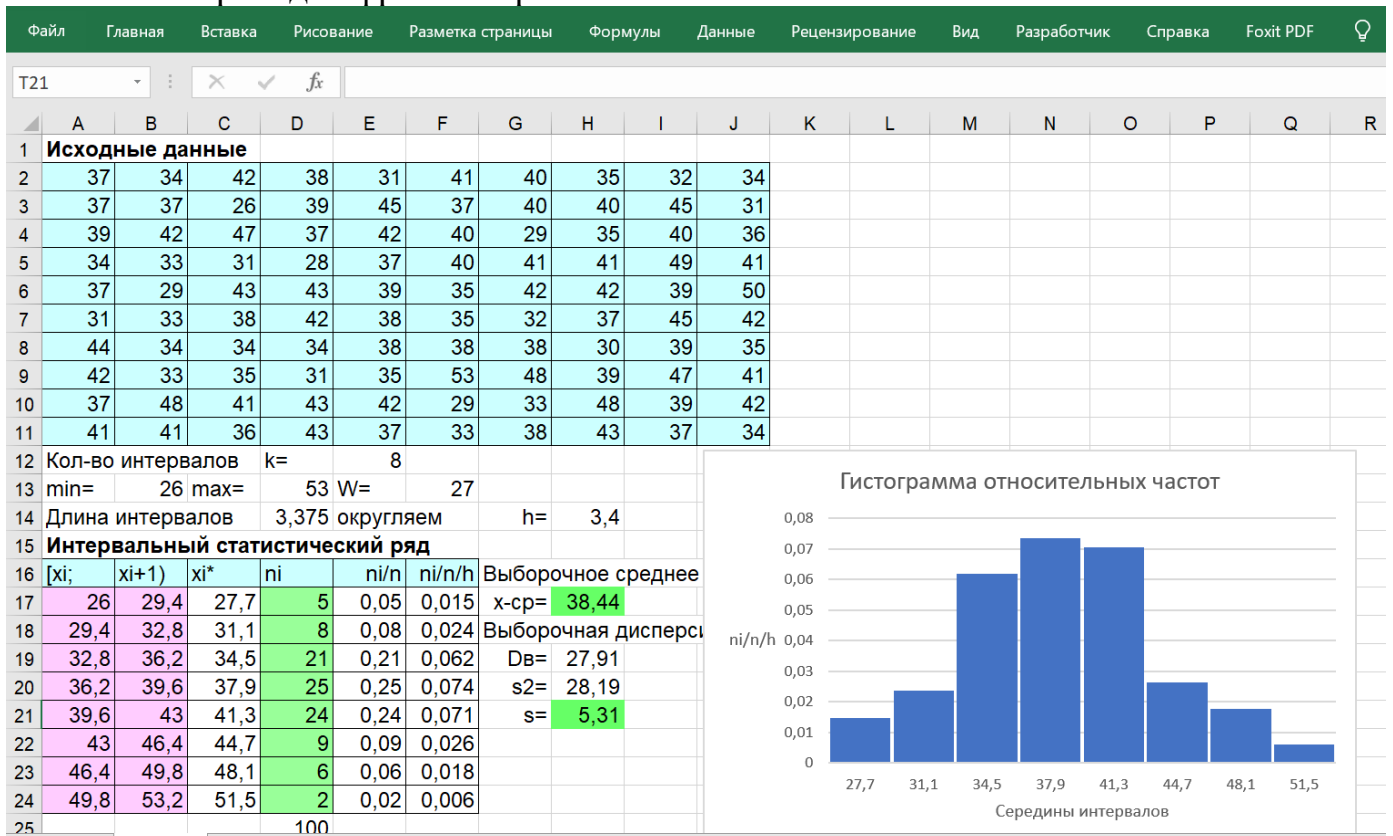 Файл Главная Вставка Рисование Разметка страницы Формулы Данные Рецензирование Вид Разработчик Справка Foxit PDF
T21 fx
A B C D E F G H I J K L M N O P Q R
1 Исходные данные
2 37 34 42 38 31 41 40 35 32 34
3 37 37 26 39 45 37 40 40 45 31
4 39 42 47 37 42 40 29 35 40 36
5 34 33 31 28 37 40 41 41 49 41
6 37 29 43 43 39 35 42 42 39 50
7 31 33 38 42 38 35 32 37 45 42
8 44 34 34 34 38 38 38 30 39 35
9 42 33 35 31 35 53 48 39 47 41
10 37 48 41 43 42 29 33 48 39 42
11 41 41 36 43 37 33 38 43 37 34
12 Кол-во интервалов k= 8
13 min= 26 max= 53 W= 27
14 Длина интервалов 3,375 округляем h= 3,4
15 Интервальный статистический ряд
16 [xi; xi+1) xi* ni ni/n ni/n/h Выборочное среднее
17 26 29,4 27,7 5 0,05 0,015 x-ср= 38,44
18 29,4 32,8 31,1 8 0,08 0,024 Выборочная дисперси
19 32,8 36,2 34,5 21 0,21 0,062 Dв= 27,91
20 36,2 39,6 37,9 25 0,25 0,074 s2= 28,19
21 39,6 43 41,3 24 0,24 0,071 s= 5,31
22 43 46,4 44,7 9 0,09 0,026
23 46,4 49,8 48,1 6 0,06 0,018
24 49,8 53,2 51,5 2 0,02 0,006
25 100
Гистограмма относительных частот
0,08
0,07
0,06
0,05
ni/n/h 0,04
0,03
0,02
0,01
0
27,7 31,1 34,5 37,9 41,3 44,7 48,1 51,5
Середины интервалов